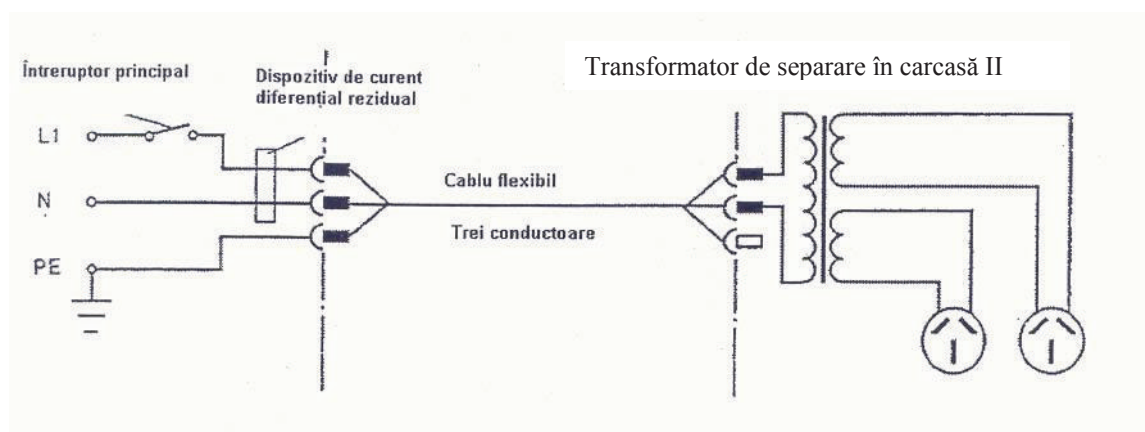 Întreruptor principal
Dispozitiv de curent
diferențial rezidual
Transformator de separare în carcasă II
L1
N
PE
Cablu flexibil
Trei conductoare